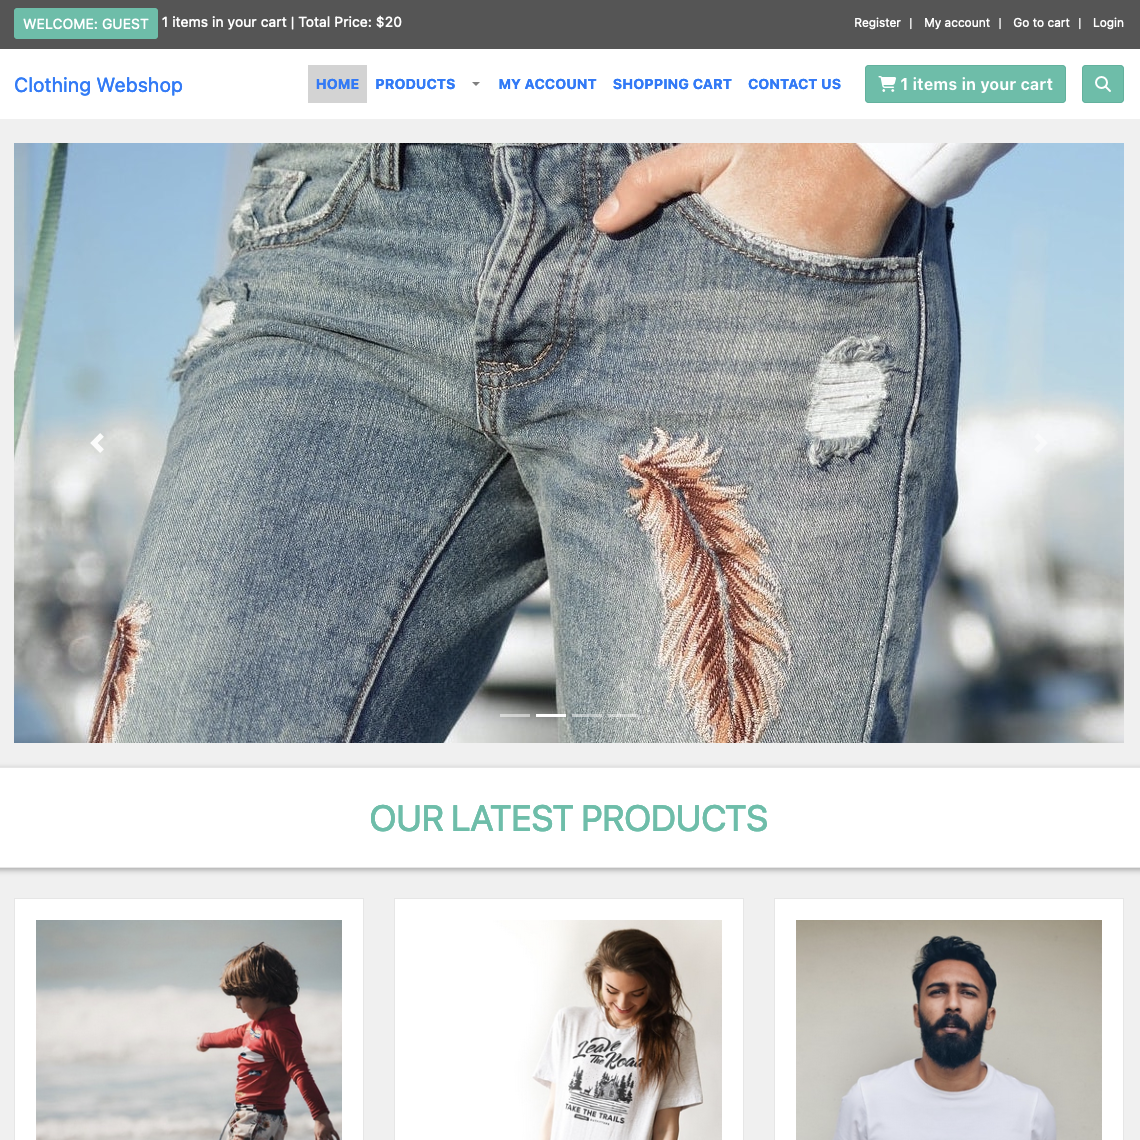 WELCOME: GUEST 1 items in your cart | Total Price: $20
Register | My account | Go to cart | Login
Clothing Webshop
HOME PRODUCTS MY ACCOUNT SHOPPING CART CONTACT US
1 items in your cart
OUR LATEST PRODUCTS
Leave
The Road
TAKE THE TRAILS